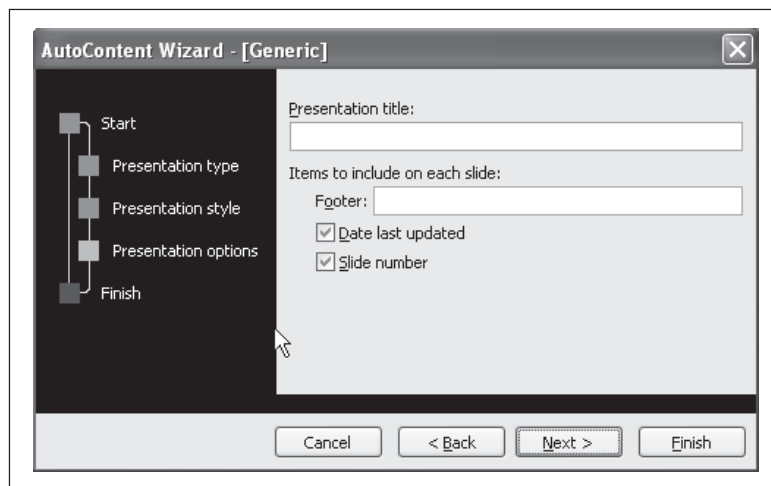 AutoContent Wizard - [Generic]
Start
Presentation type
Presentation style
Presentation options
Finish
Presentation title:
Items to include on each slide:
Footer:
Date last updated
Slide number
Cancel
< Back
Next >
Finish